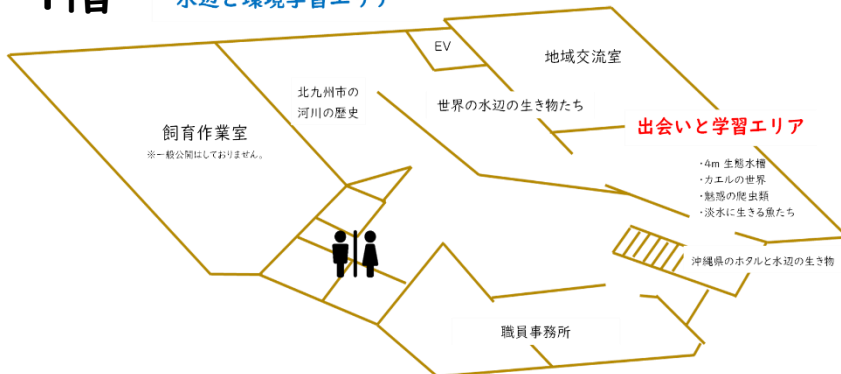 水辺と環境学習エリア
EV
地域交流室
北九州市の
河川の歴史
世界の水辺の生き物たち
飼育作業室
※一般公開はしておりません。
出会いと学習エリア
・4m 生態水槽
・カエルの世界
・魅惑の爬虫類
・淡水に生きる魚たち
沖縄県のホタルと水辺の生き物
職員事務所